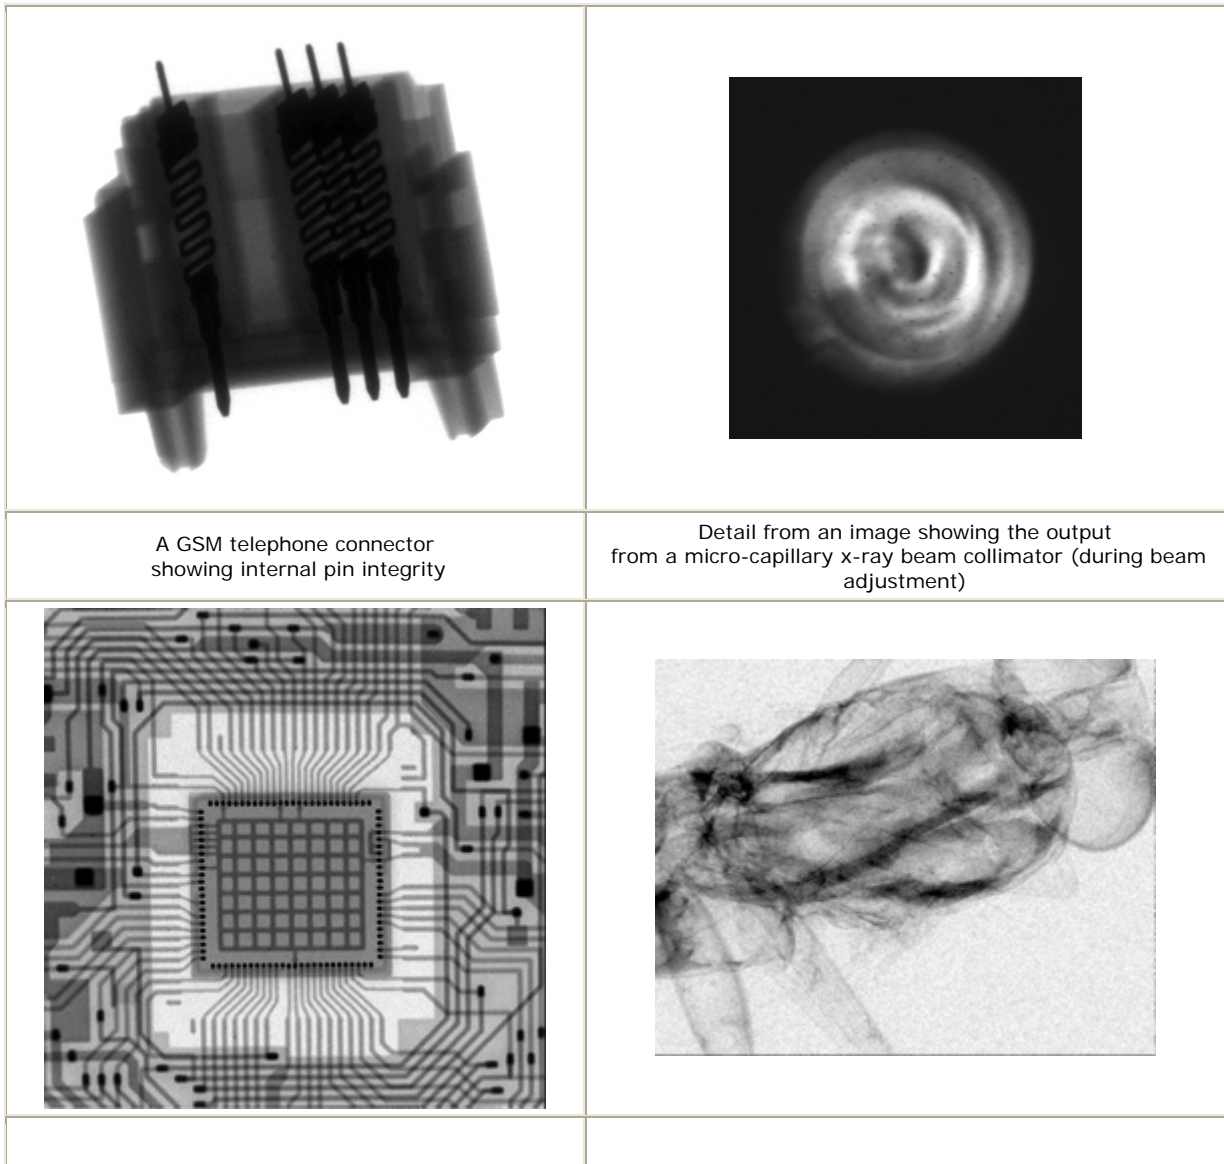 A GSM telephone connector
showing internal pin integrity
Detail from an image showing the output
from a micro-capillary x-ray beam collimator (during beam
adjustment)